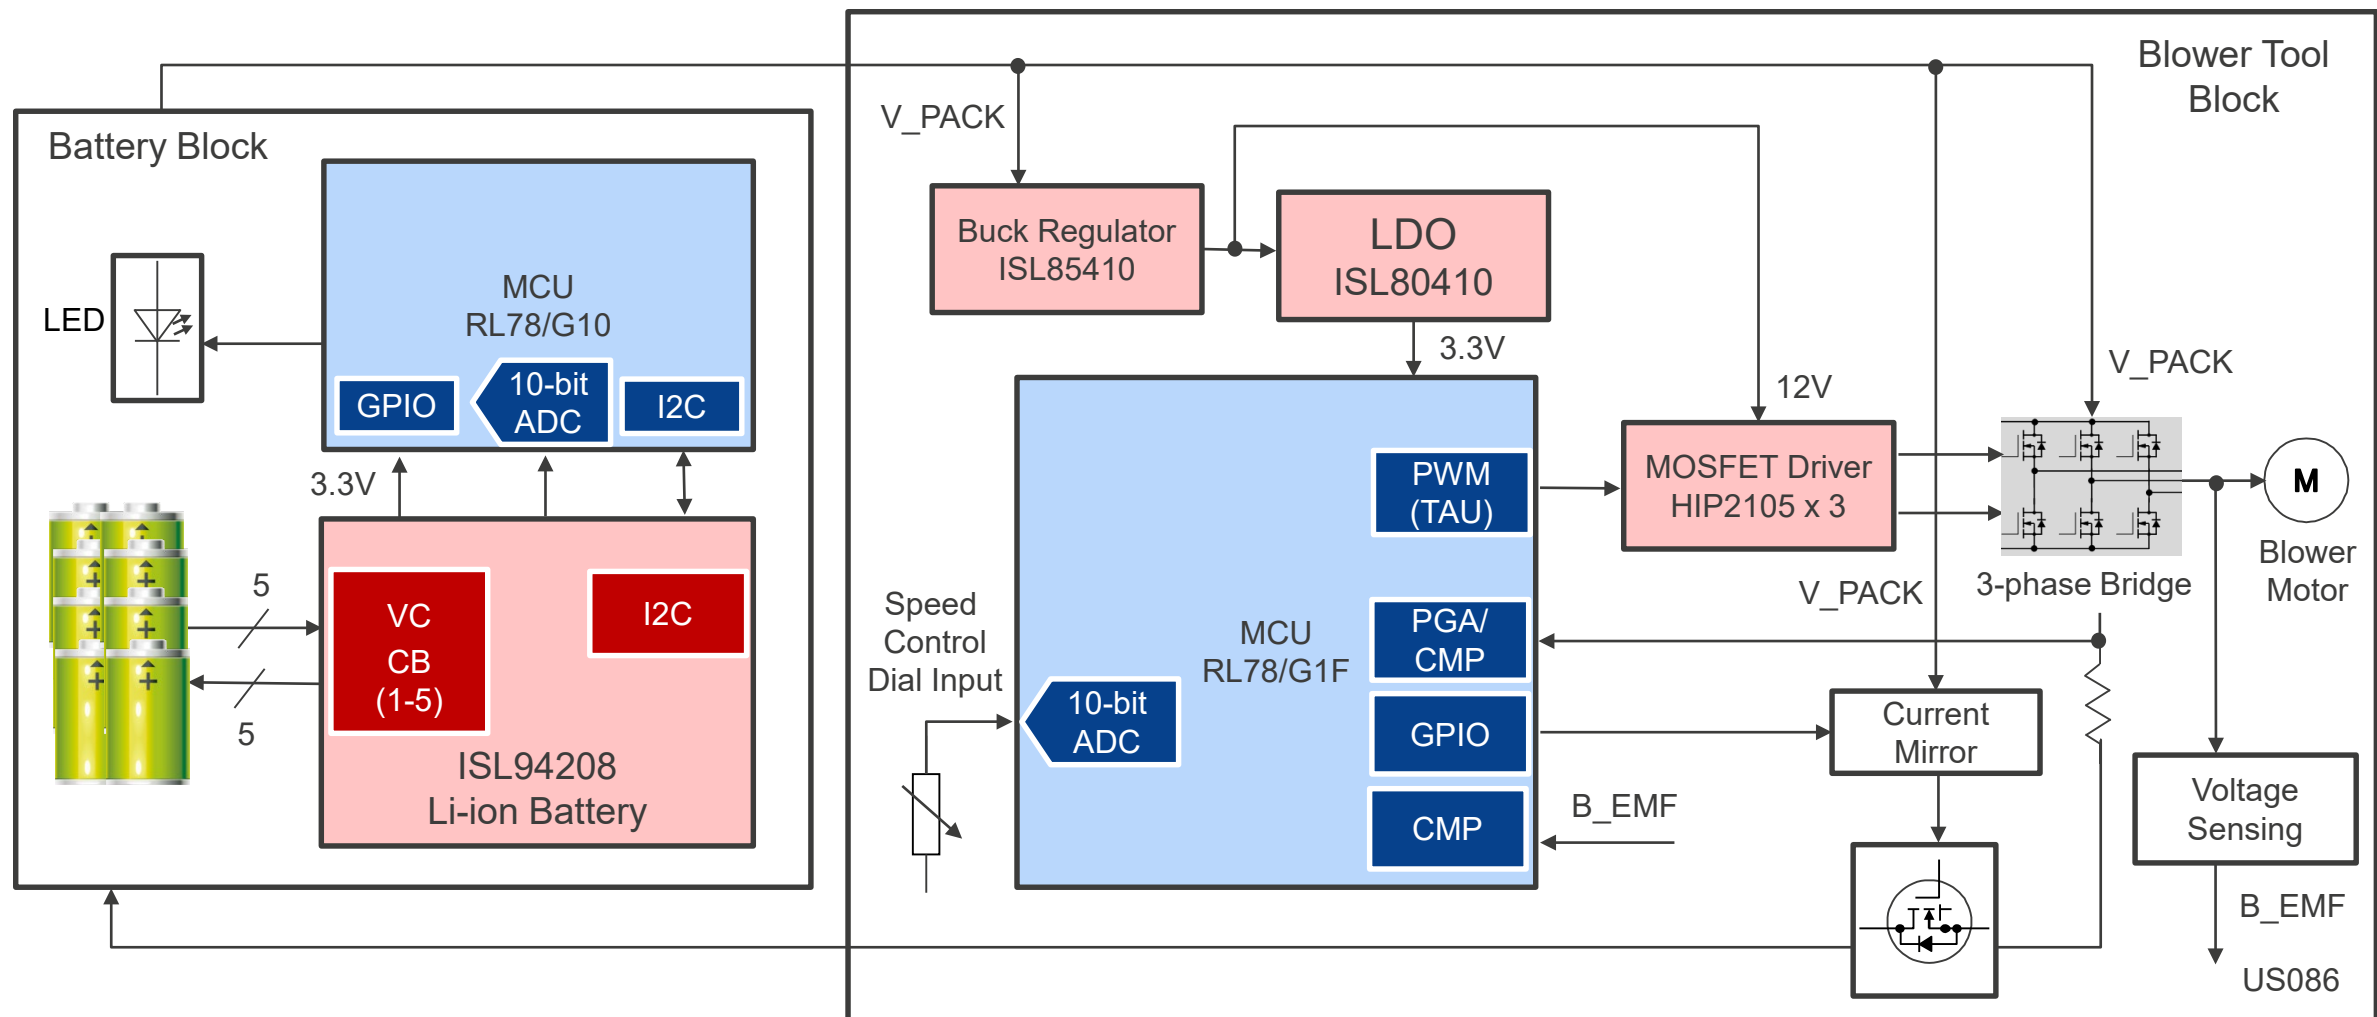 Blower Tool
Block
Battery Block
V_PACK
MCU
RL78/G10
GPIO
10-bit
ADC
I2C
LED
3.3V
5
5
VC
CB
(1-5)
I2C
ISL94208
Li-ion Battery
Buck Regulator
ISL85410
LDO
ISL80410
3.3V
12V
V_PACK
MOSFET Driver
HIP2105 x 3
3-phase Bridge
M
Blower
Motor
V_PACK
MCU
RL78/G1F
PWM
(TAU)
PGA/
CMP
GPIO
CMP
10-bit
ADC
Speed
Control
Dial Input
B_EMF
Current
Mirror
Voltage
Sensing
B_EMF
US086
+
+
+
+
+
+
+
+